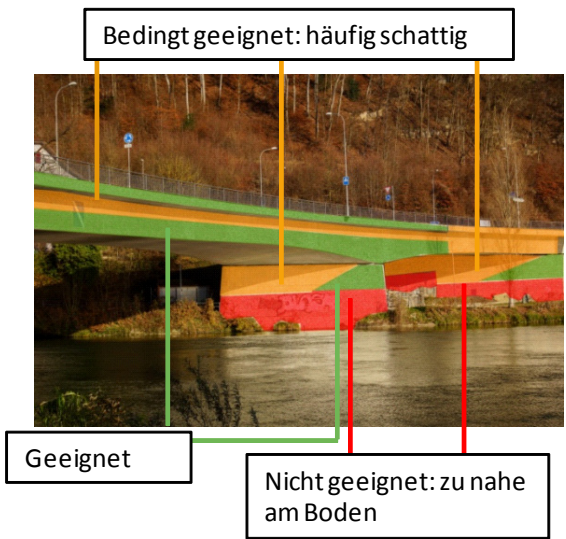 Bedingt geeignet: häufig schattig
Geeignet
Nicht geeignet: zu nahe
am Boden